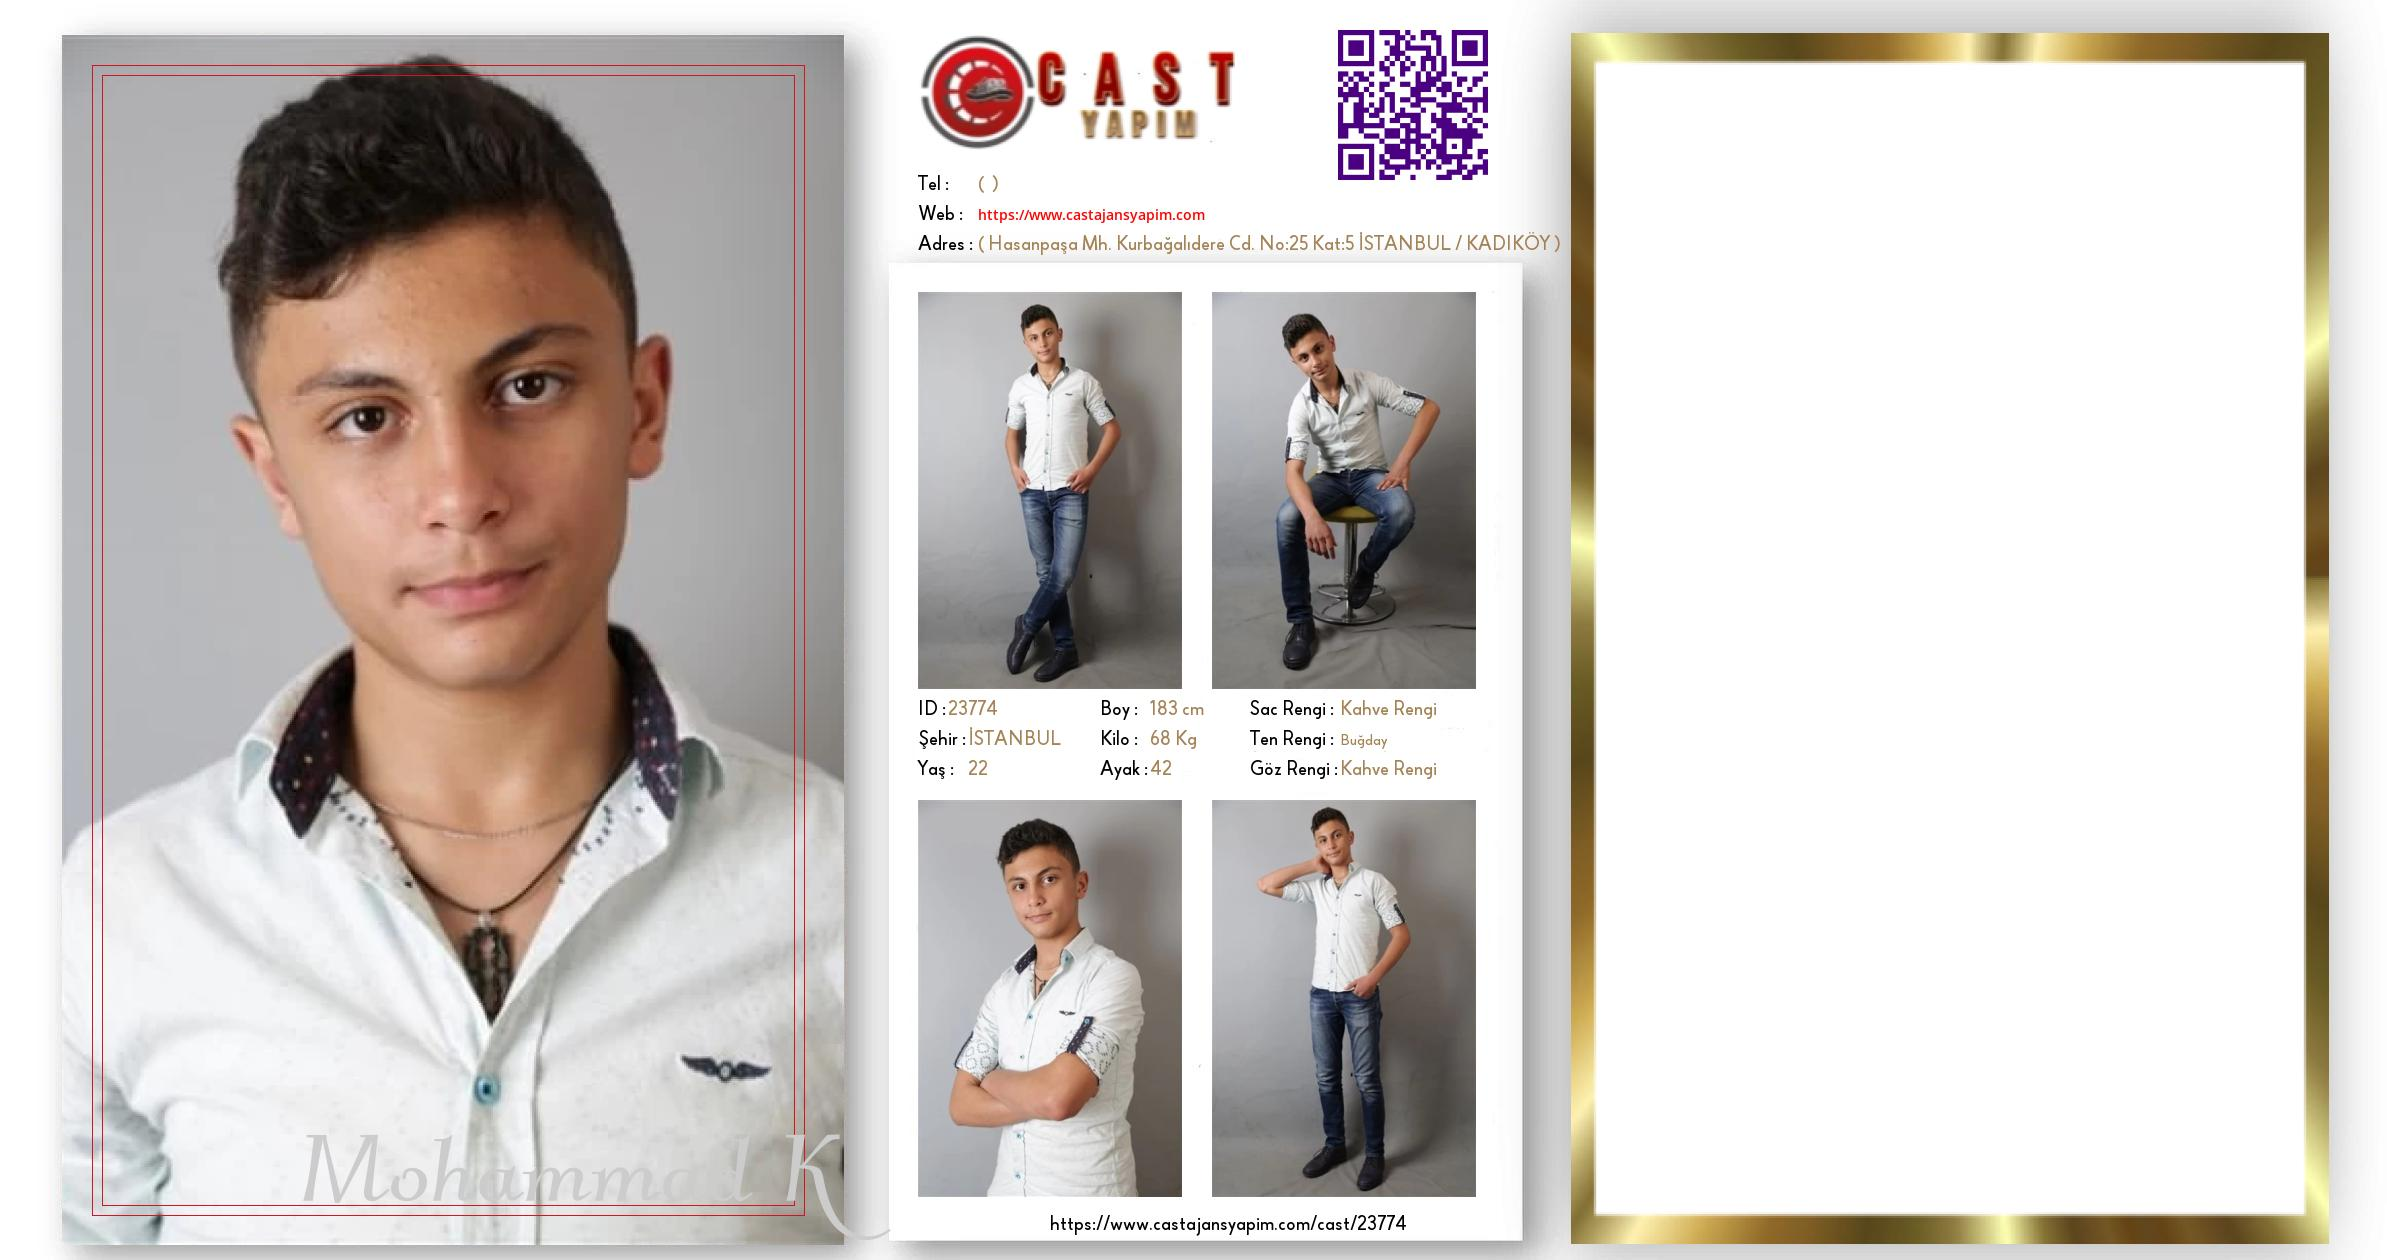 CAST
YAPIM
Tel : ( )
Web : https://www.castajansyapim.com
Adres : ( Hasanpaşa Mh. Kurbağalıdere Cd. No:25 Kat:5 İSTANBUL / KADIKÖY )
ID : 23774 Boy : 183 cm Sac Rengi : Kahve Rengi
Şehir : İSTANBUL Kilo : 68 Kg Ten Rengi : Buğday
Yaş : 22 Ayak : 42 Göz Rengi : Kahve Rengi
Mohammad K
https://www.castajansyapim.com/cast/23774